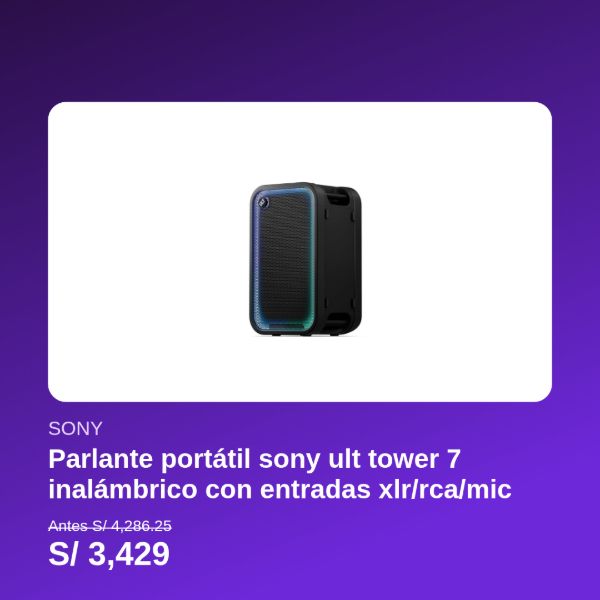 SONY
Parlante portátil sony ult tower 7
inalámbrico con entradas xlr/rca/mic
Antes S/ 4,286.25
S/ 3,429